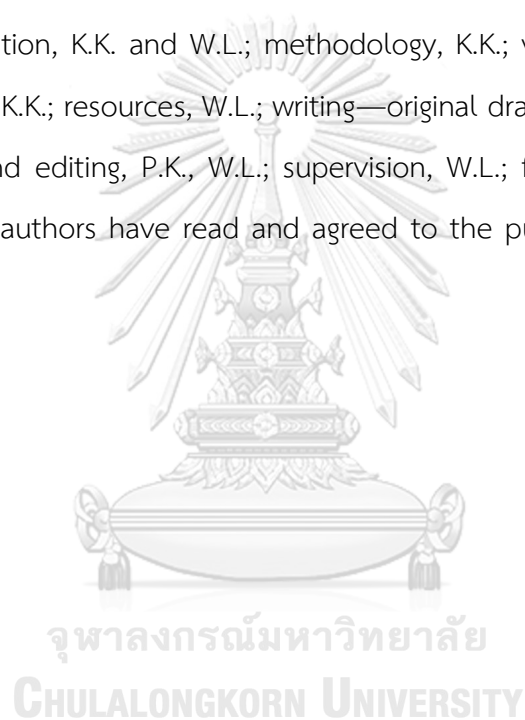 tion, K.K. and W.L.; methodology, K.K.; v
K.K.; resources, W.L.; writing—original dra
nd editing, P.K., W.L.; supervision, W.L.; f
authors have read and agreed to the pu
จุฬาลงกรณ์มหาวิทยาลัย
CHULALONGKORN UNIVERSITY